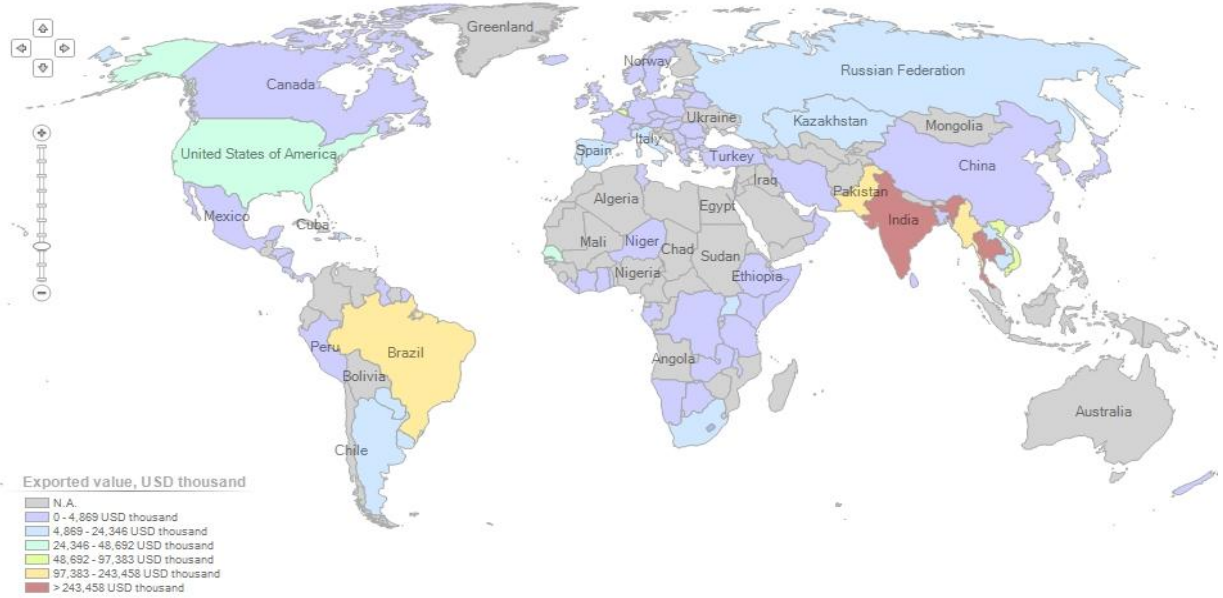 Greenland
Norway
Russian Federation
Canada
Ukraine
Kazakhstan
Mongolia
Italy
Spain
Turkey
China
United States of America
Iraq
Pakistan
Algeria
Egypt
India
Mexico
Cuba
Mali
Niger
Chad
Sudan
Nigeria
Ethiopia
Peru
Brazil
Angola
Bolivia
Australia
Chile
Exported value, USD thousand
N.A.
0 - 4,869 USD thousand
4,869 - 24,346 USD thousand
24,346 - 48,692 USD thousand
48,692 - 97,383 USD thousand
97,383 - 243,458 USD thousand
> 243,458 USD thousand